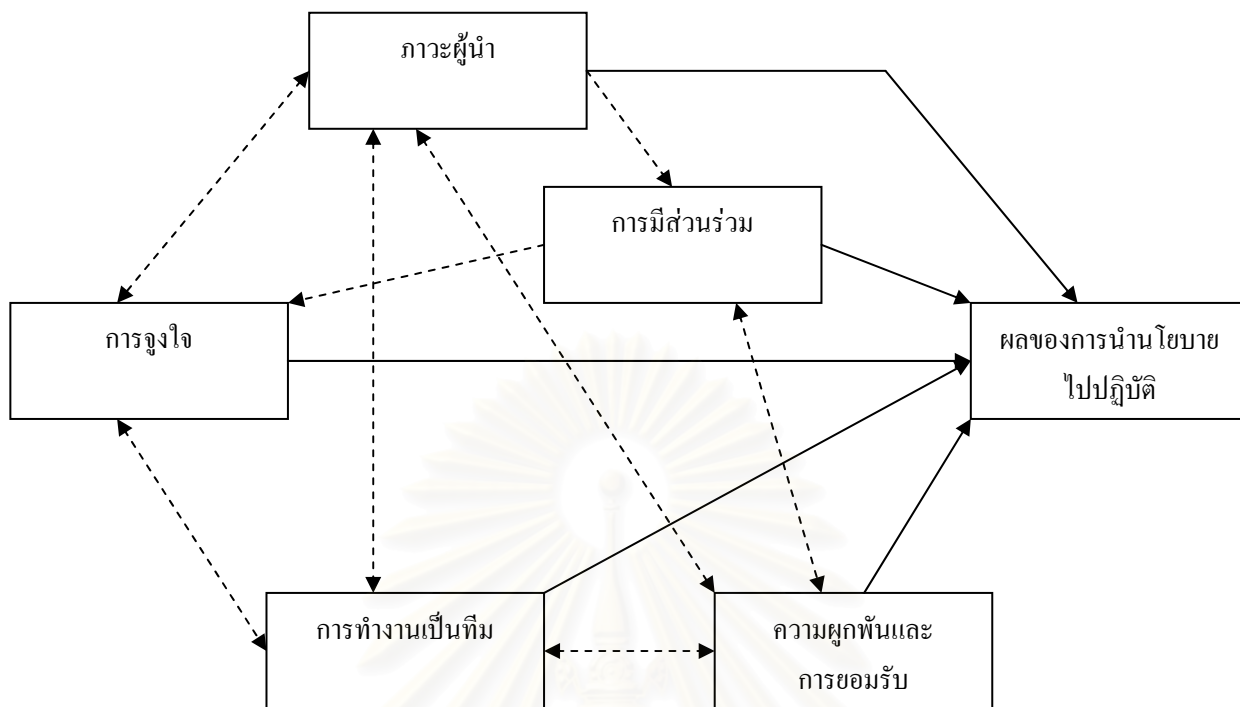 ภาวะผู้นำ
การมีส่วนร่วม
การจูงใจ
ผลของการนำนโยบาย
ไปปฏิบัติ
การทำงานเป็นทีม
ความผูกพันและ
การยอมรับ